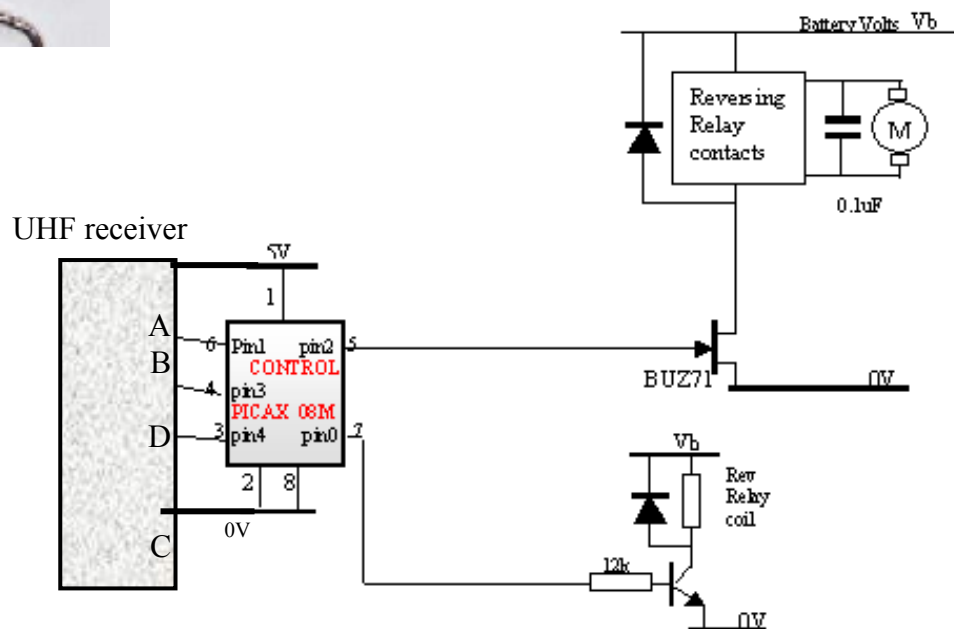 Battery Volts Vb
Reversing
Relay
contacts
M
0.1uF
UHF receiver
5V
1
A
6 Pin1 pin2 5
B
CONTROL
4 pin3
PICAX 08M
D 3 pin4 pin0 7
2 8
0V
C
BUZ71
0V
Vb
Rev
Relay
coil
12k
0V